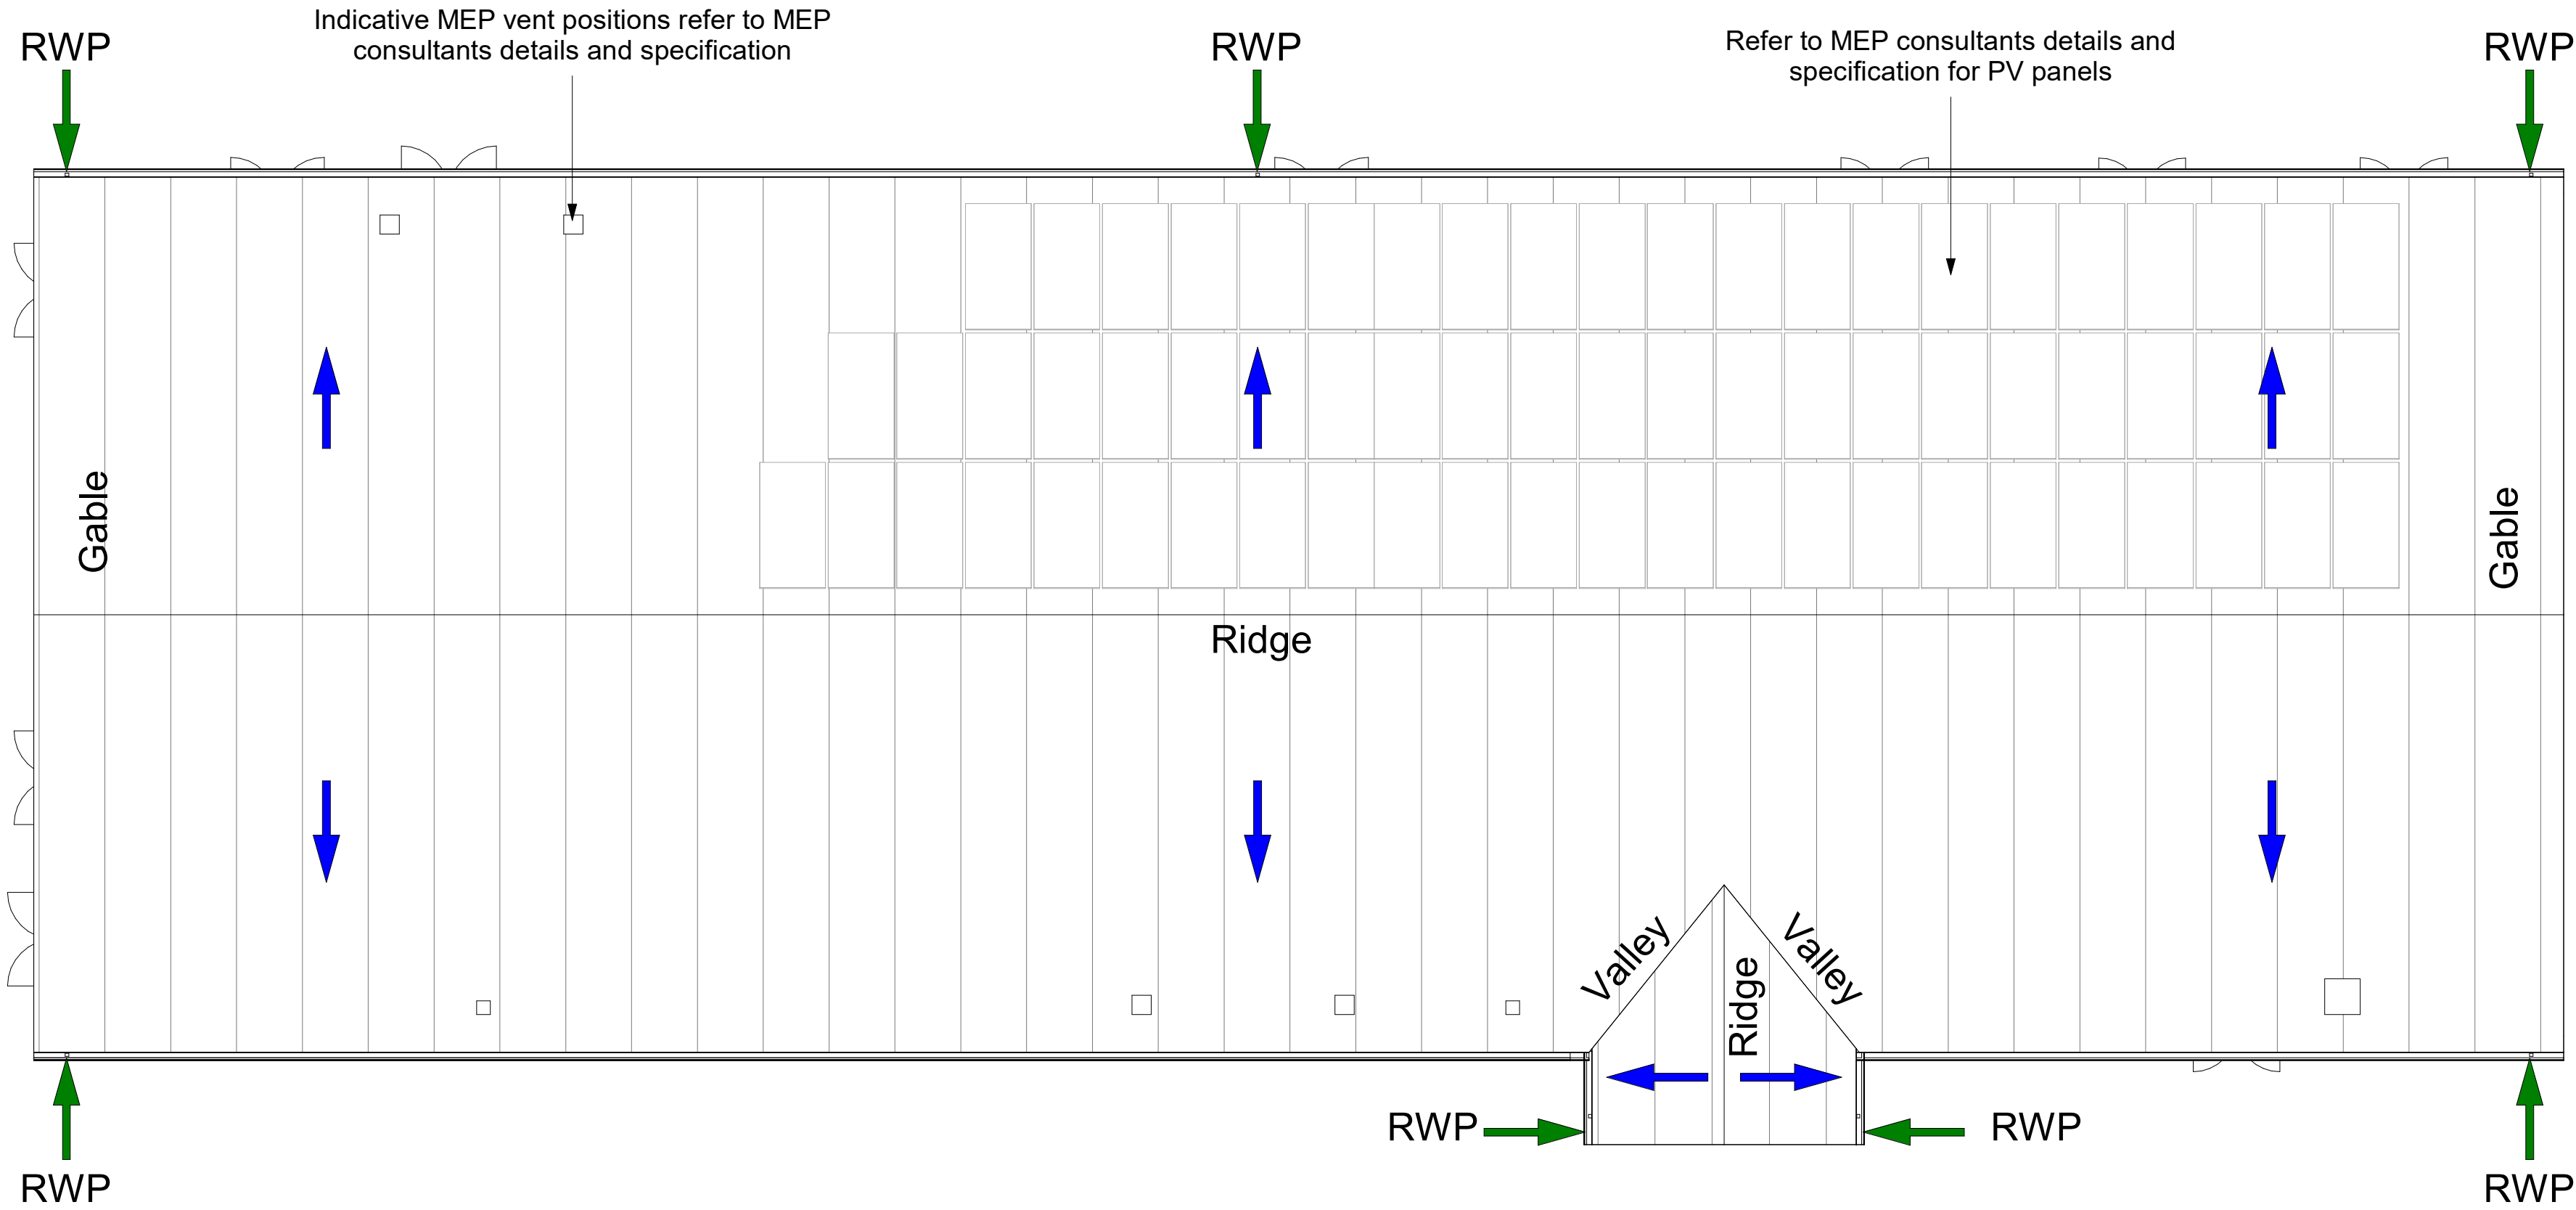 Indicative MEP vent positions refer to MEP
consultants details and specification
RWP
RWP
Refer to MEP consultants details and
specification for PV panels
RWP
Gable
Gable
Ridge
Valley
Ridge
Valley
RWP
RWP
RWP
RWP